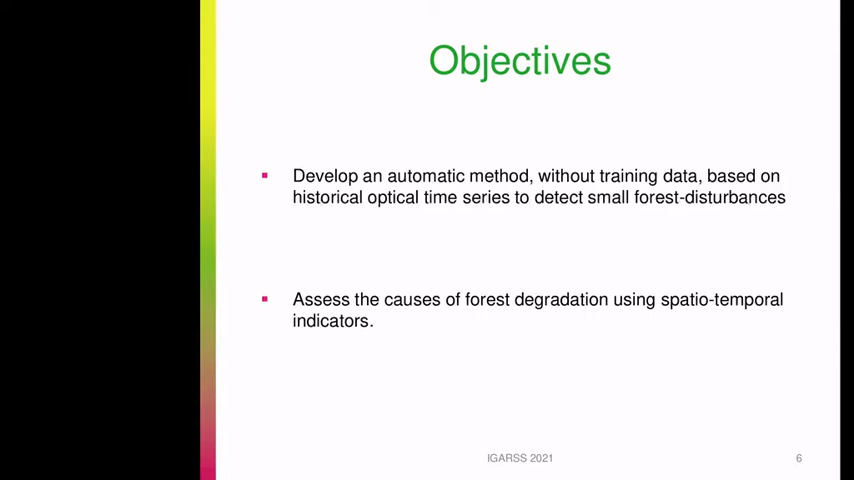 Objectives
Develop an automatic method, without training data, based on
historical optical time series to detect small forest-disturbances
Assess the causes of forest degradation using spatio-temporal
indicators.
IGARSS 2021
6